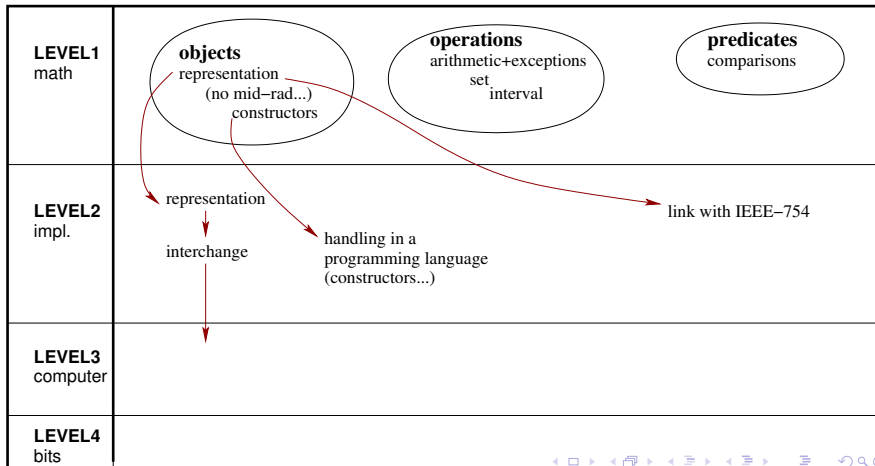 LEVEL1
math
objects
representation
(no mid−rad...)
constructors
operations
arithmetic+exceptions
set
interval
predicates
comparisons
LEVEL2
impl.
representation
interchange
handling in a
programming language
(constructors...)
link with IEEE−754
LEVEL3
computer
LEVEL4
bits